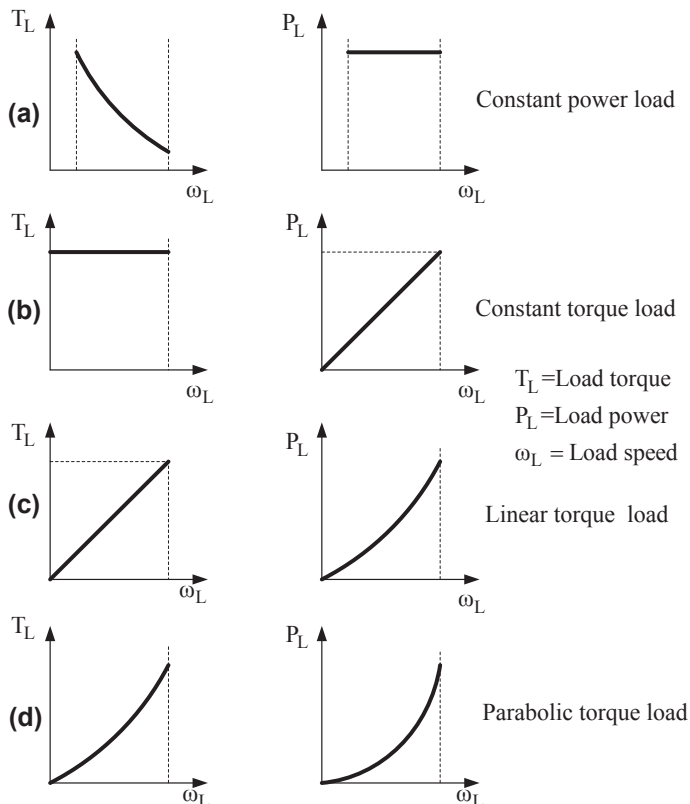 T_L
P_L
(a)
Constant power load
ω_L
ω_L
T_L
P_L
(b)
Constant torque load
ω_L
ω_L
T_L =Load torque
P_L=Load power
ω_L = Load speed
T_L
P_L
(c)
Linear torque load
ω_L
ω_L
T_L
P_L
(d)
Parabolic torque load
ω_L
ω_L